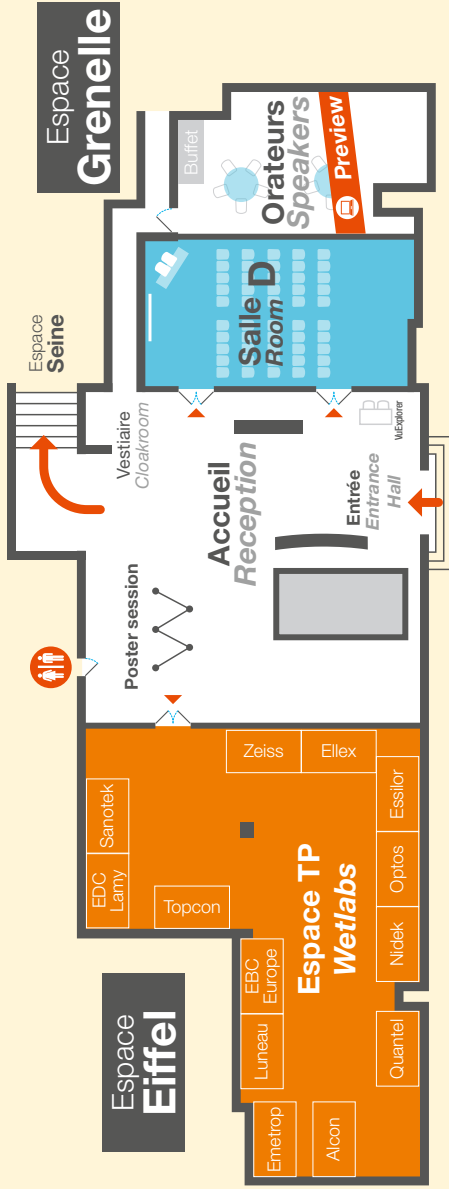 Espace
Eiffel
Espace
Grenelle
Espace
Seine
Vestiaire
Cloakroom
Buffet
Orateurs
Speakers
Preview
Salle D
Room
VuExplorer
Accueil
Reception
Entrée
Entrance
Hall
Poster session
Sanotek
EDC
Lamy
Topcon
Zeiss
Ellex
EBC
Europe
Luneau
Emetrop
Alcon
Espace TP
Wetlabs
Quantel
Nidek
Optos
Essilor